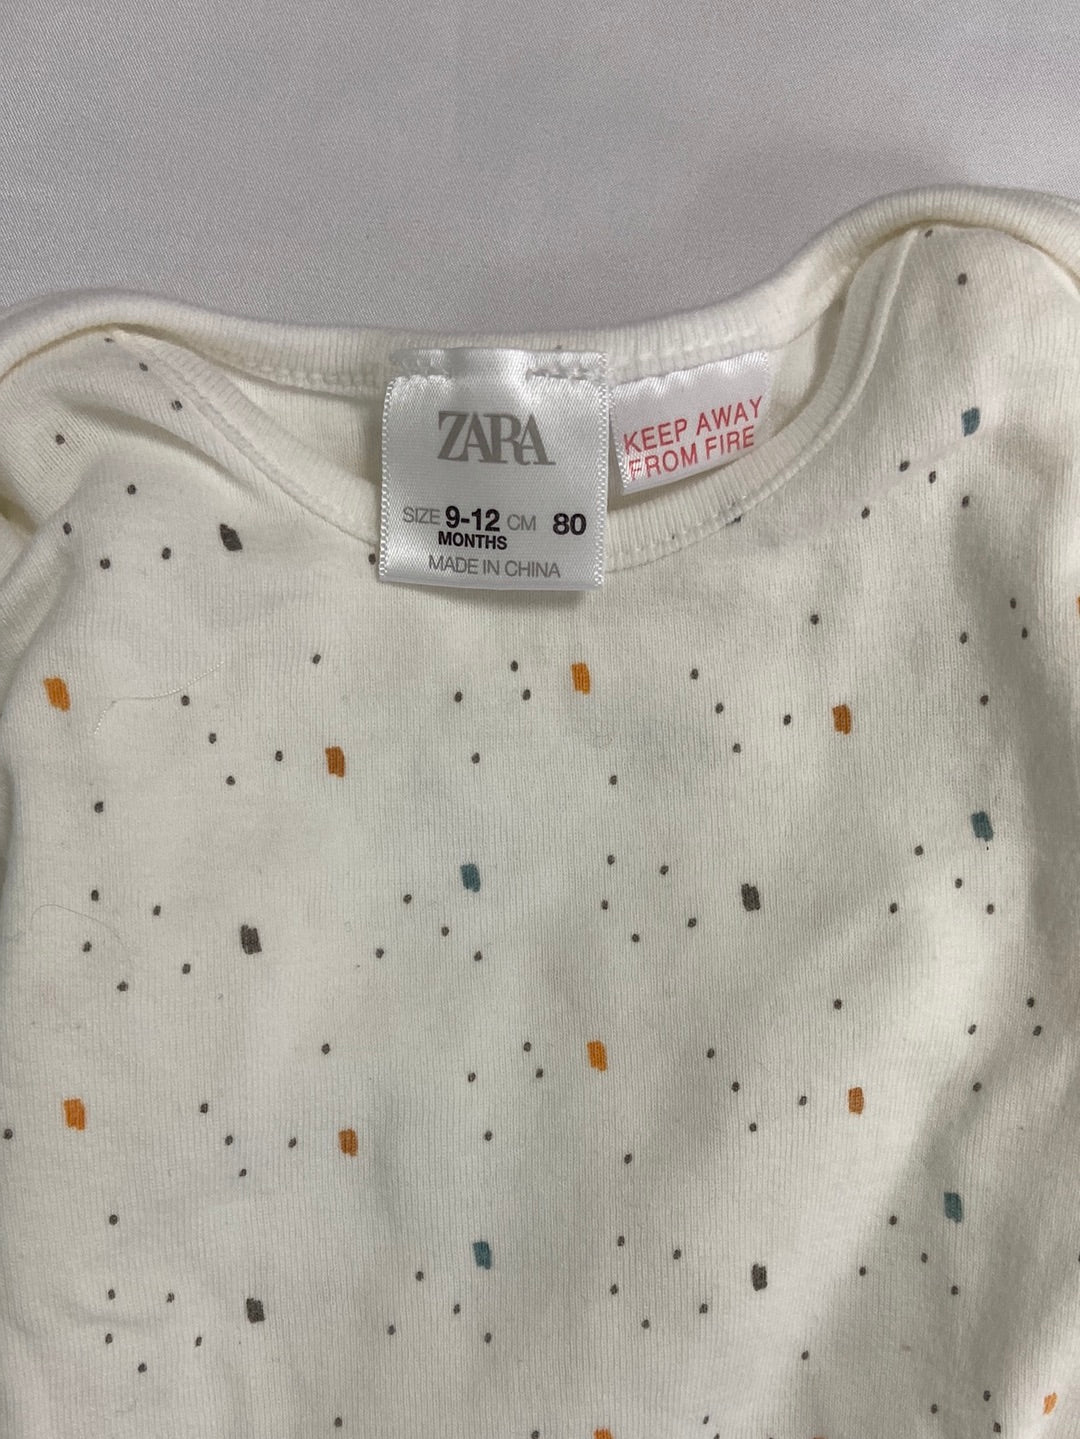 ZARA
SIZE 9-12 CM 80
MONTHS
MADE IN CHINA
KEEP AWAY
FROM FIRE